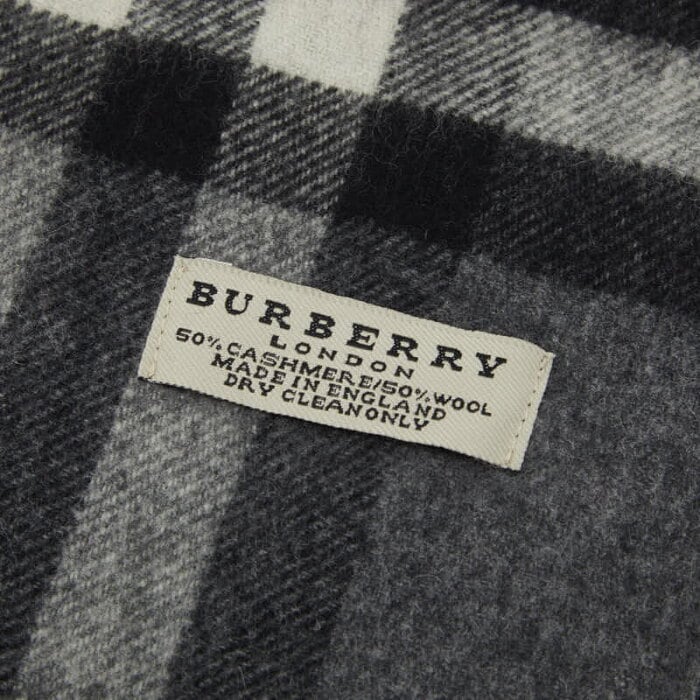 BURBERRY
LONDON
50% CASHMERE/50% WOOL
MADE IN ENGLAND
DRY CLEAN ONLY